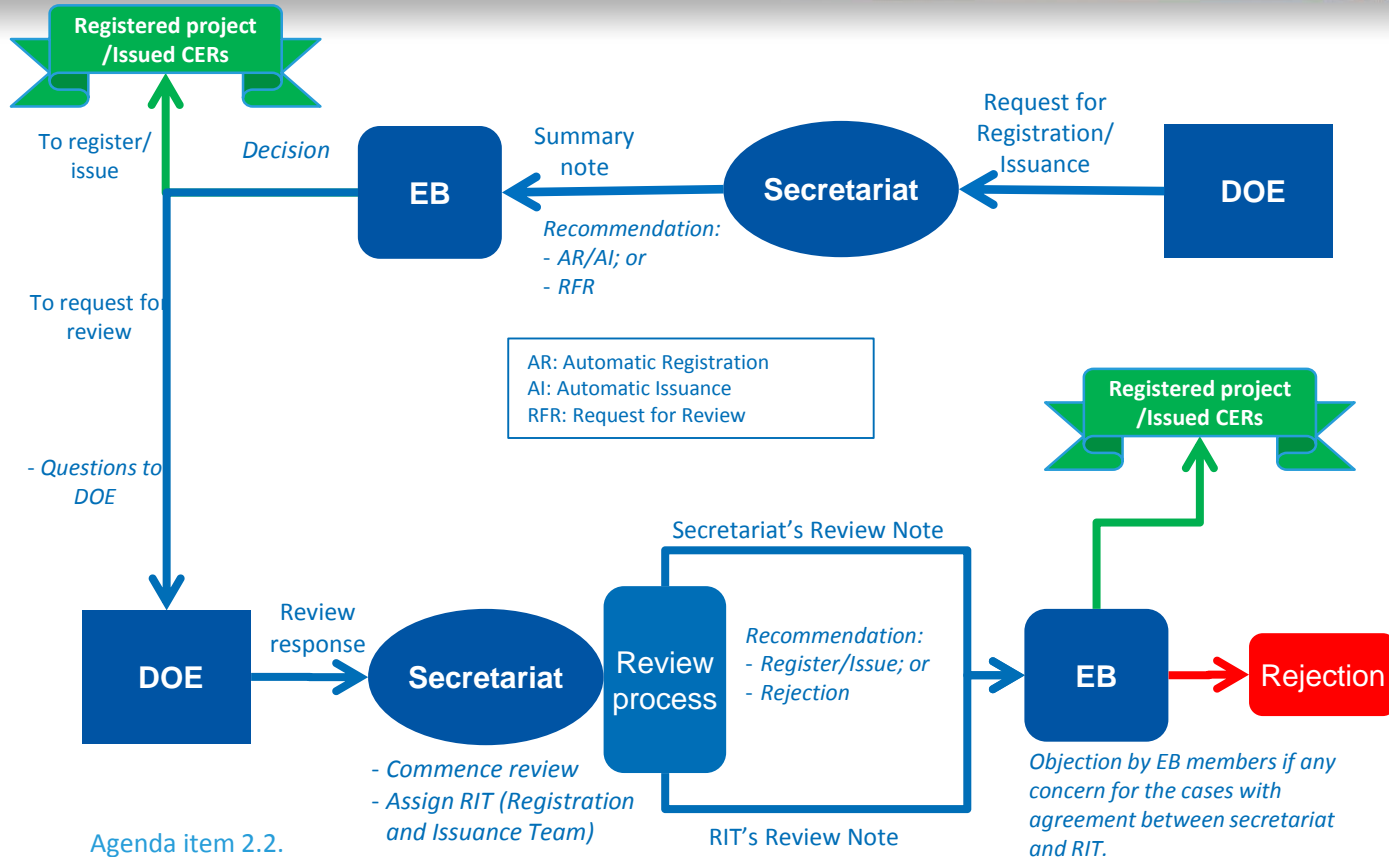 Registered project
/Issued CERs
To register/
issue
Decision
EB
Summary
note
Recommendation:
- AR/AI; or
- RFR
Secretariat
Request for
Registration/
Issuance
DOE
To request for
review
AR: Automatic Registration
AI: Automatic Issuance
RFR: Request for Review
Registered project
/Issued CERs
- Questions to
DOE
DOE
Review
response
Secretariat
- Commence review
- Assign RIT (Registration
and Issuance Team)
Review
process
Secretariat's Review Note
Recommendation:
- Register/Issue; or
- Rejection
RIT's Review Note
EB
Rejection
Objection by EB members if any
concern for the cases with
agreement between secretariat
and RIT.
Agenda item 2.2.